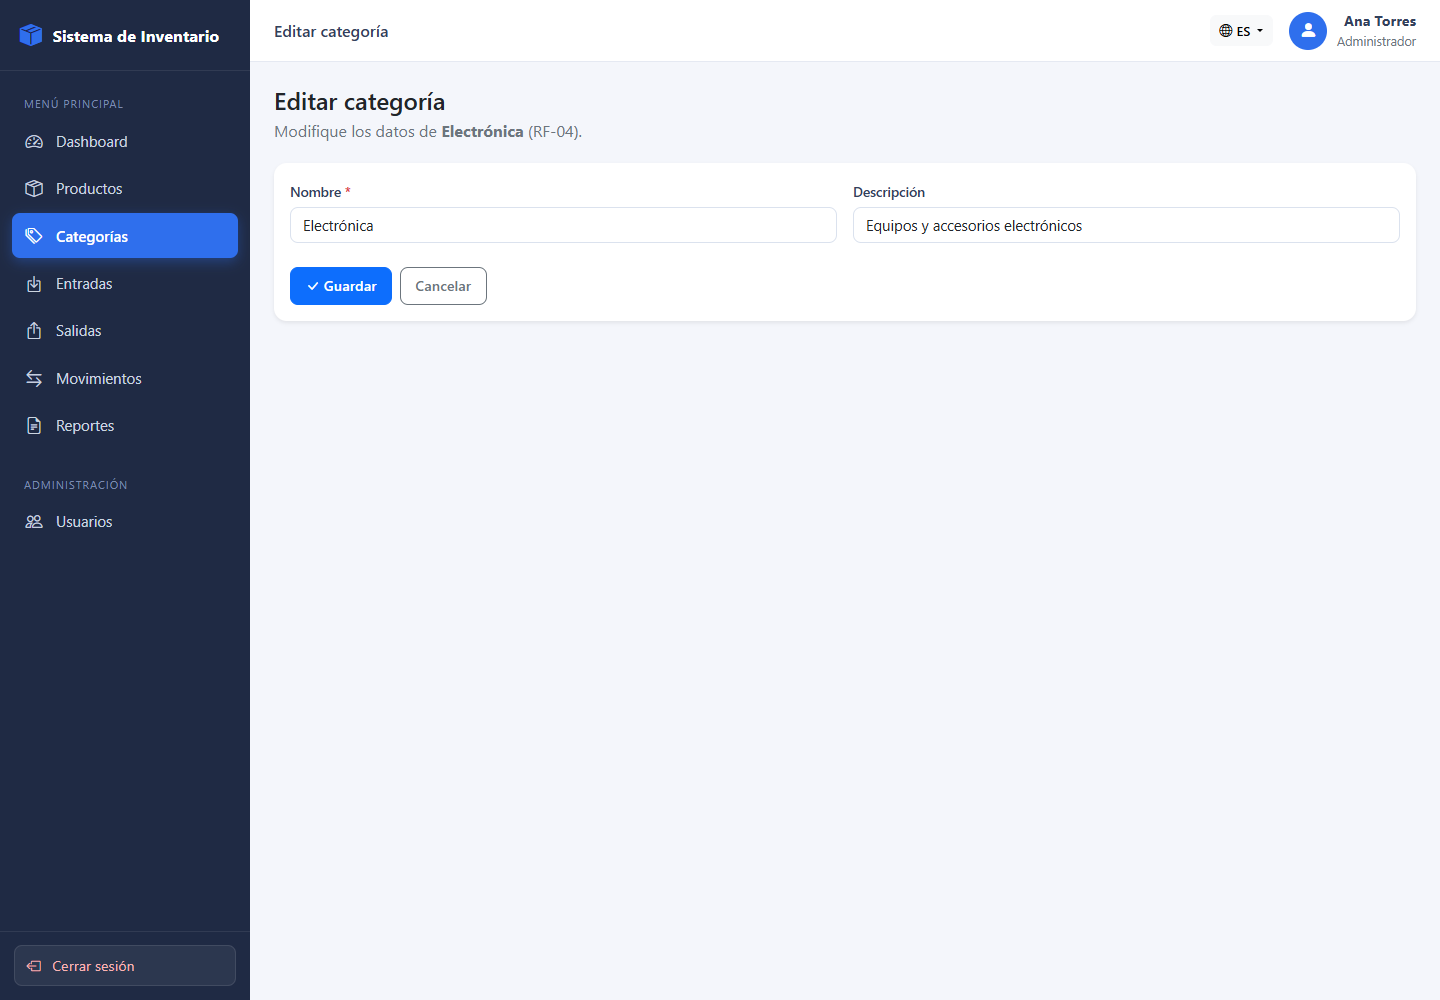 Sistema de Inventario
MENÚ PRINCIPAL
Dashboard
Productos
Categorías
Entradas
Salidas
Movimientos
Reportes
ADMINISTRACIÓN
Usuarios
Cerrar sesión
Editar categoría
ES
Ana Torres
Administrador
Editar categoría
Modifique los datos de Electrónica (RF-04).
Nombre *
Electrónica
Descripción
Equipos y accesorios electrónicos
Guardar
Cancelar